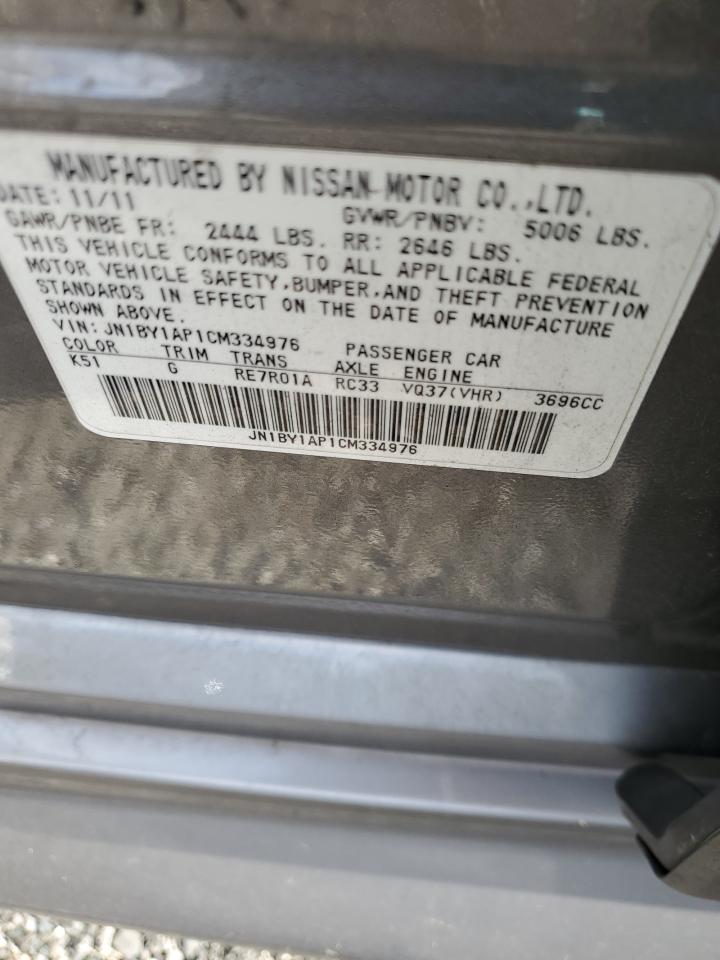 MANUFACTURED BY NISSAN MOTOR CO.,LTD.
DATE: 11/11 GVWR/PNBV: 5006 LBS.
GAWR/PNBE FR: 2444 LBS. RR: 2646 LBS.
THIS VEHICLE CONFORMS TO ALL APPLICABLE FEDERAL
MOTOR VEHICLE SAFETY,BUMPER,AND THEFT PREVENTION
STANDARDS IN EFFECT ON THE DATE OF MANUFACTURE
SHOWN ABOVE.
VIN: JN1BY1AP1CM334976 PASSENGER CAR
COLOR TRIM TRANS AXLE ENGINE
K51 G RE7R01A RC33 VQ37(VHR) 3696CC
JN1BY1AP1CM334976